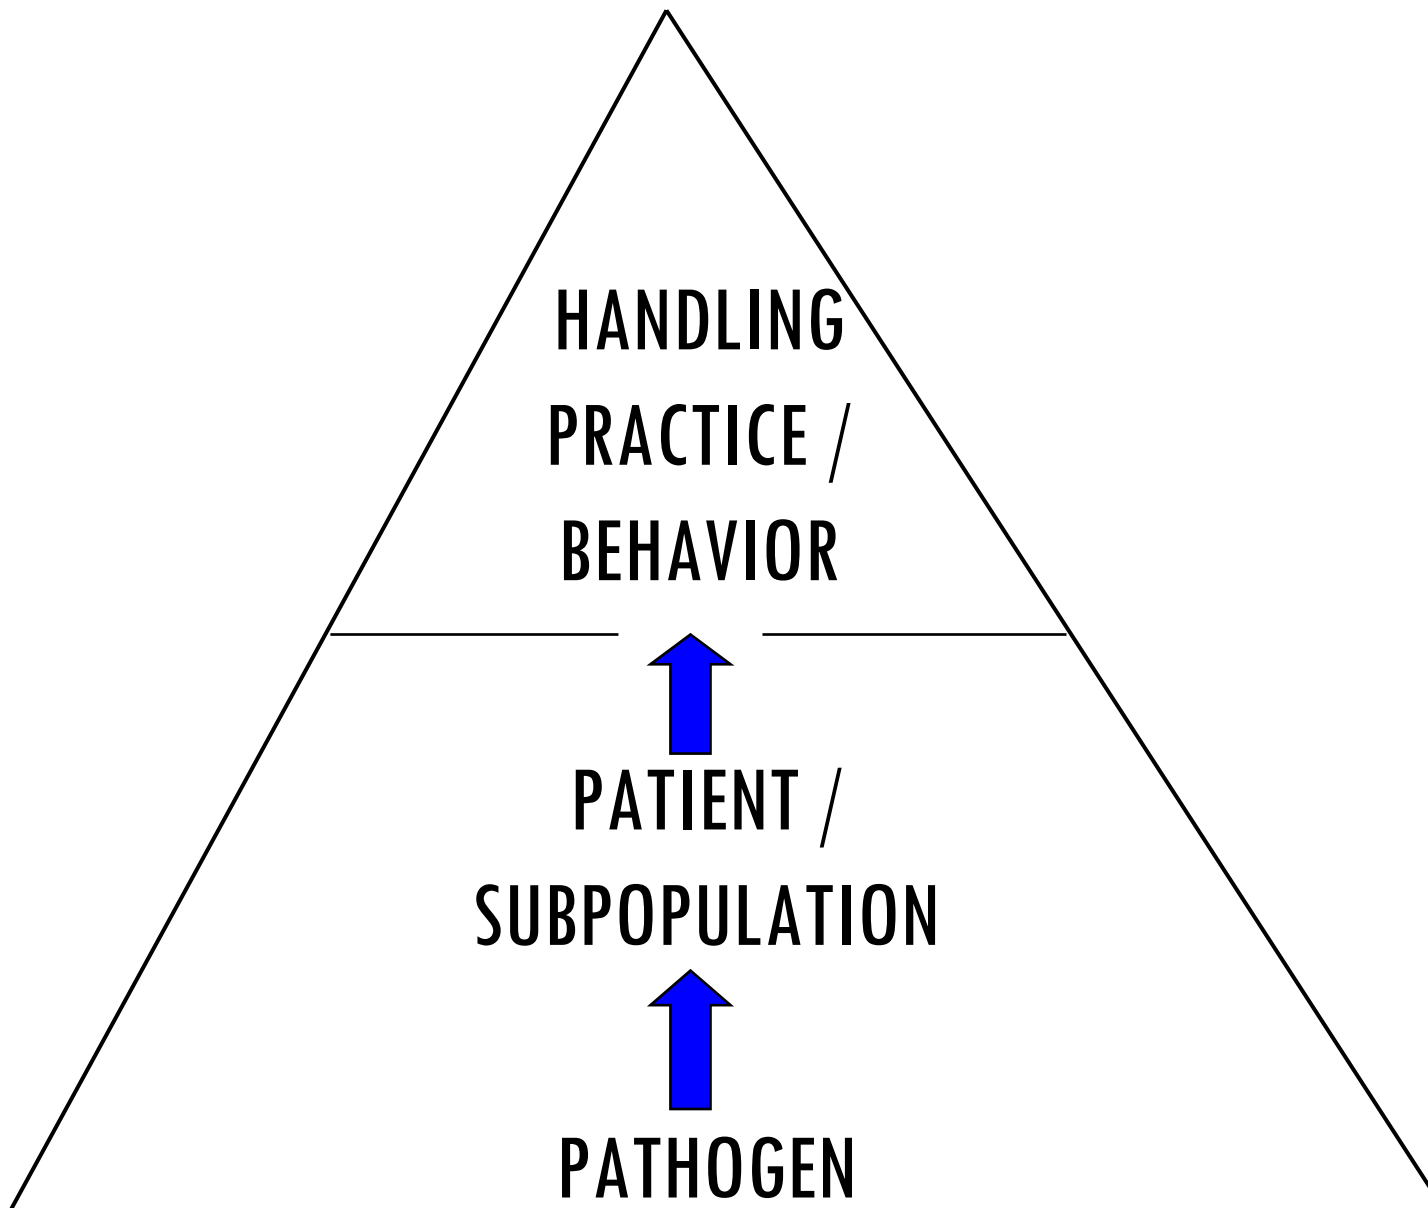 HANDLING
PRACTICE /
BEHAVIOR
PATIENT /
SUBPOPULATION
PATHOGEN